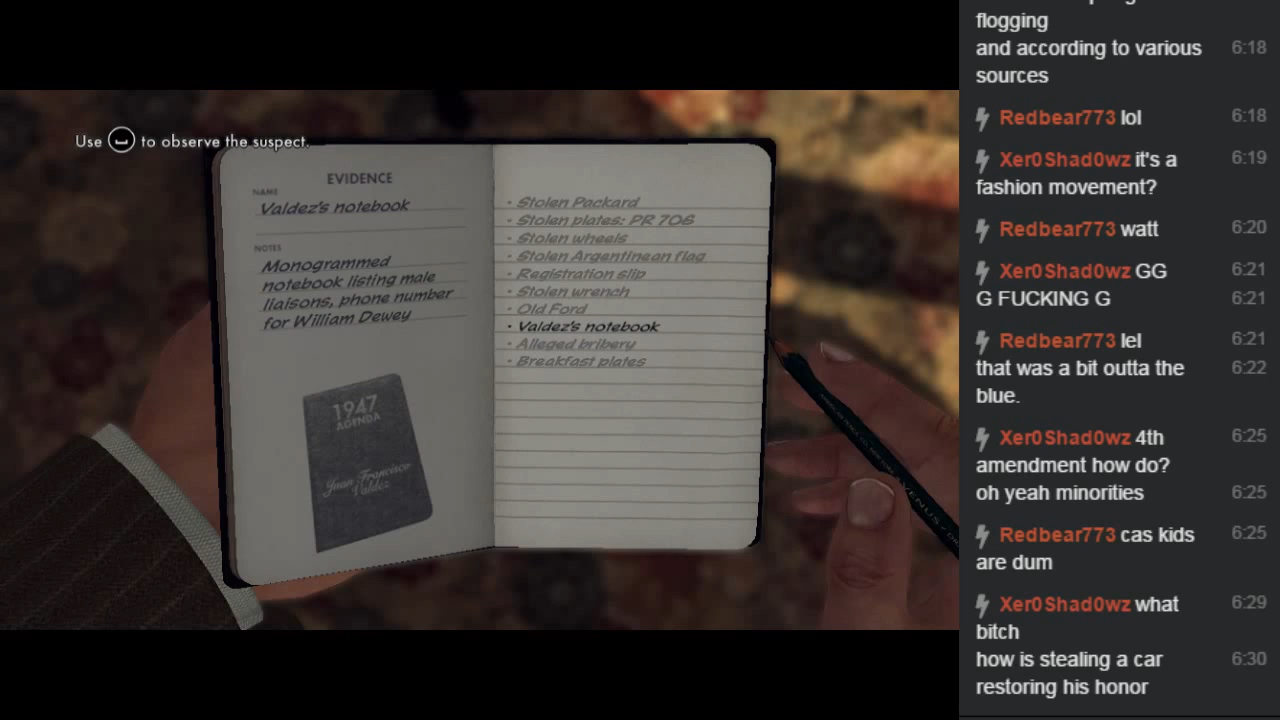 Use to observe the suspect.
EVIDENCE
NAME
Valdez's notebook
NOTES
Monogrammed
notebook listing male
liaisons, phone number
for William Dewey
1947
AGENDA
Juan Francisco
Valdez
- Stolen Packard
- Stolen plates: PR 706
- Stolen wheels
- Stolen Argentinean flag
- Registration slip
- Stolen wrench
- Old Ford
- Valdez's notebook
- Alleged bribery
- Breakfast plates
VENUS
flogging
and according to various 6:18
sources
Redbear773 lol 6:18
Xer0Shad0wz it's a 6:19
fashion movement?
Redbear773 watt 6:20
Xer0Shad0wz GG 6:21
G FUCKING G 6:21
Redbear773 lel 6:21
that was a bit outta the 6:22
blue.
Xer0Shad0wz 4th 6:25
amendment how do?
oh yeah minorities 6:25
Redbear773 cas kids 6:25
are dum
Xer0Shad0wz what 6:29
bitch
how is stealing a car 6:30
restoring his honor